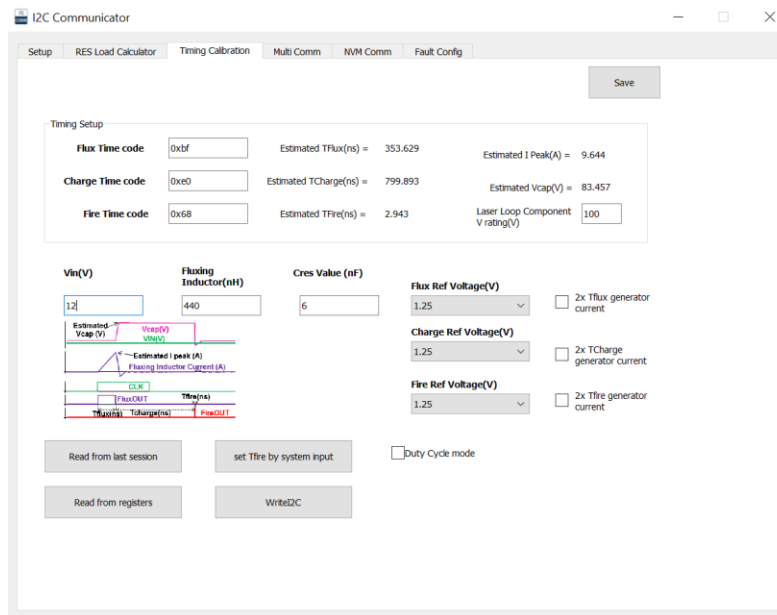 I2C Communicator
Setup
RES Load Calculator
Timing Calibration
Multi Comm
NVM Comm
Fault Config
Save
Timing Setup
Flux Time code
0xbf
Estimated TFlux(ns) =
353.629
Estimated I Peak(A) =
9.644
Charge Time code
0xe0
Estimated TCharge(ns) =
799.893
Estimated Vcap(V) =
83.457
Fire Time code
0x68
Estimated TFire(ns) =
2.943
Laser Loop Component
V rating(V)
100
Vin(V)
Fluxing
Inductor(nH)
Cres Value (nF)
12
440
6
Flux Ref Voltage(V)
1.25
2x Tflux generator
current
Charge Ref Voltage(V)
1.25
2x TCharge
generator current
Fire Ref Voltage(V)
1.25
2x Tfire generator
current
Estimated
Vcap (V)
Vcap(V)
VIN(V)
Estimated I peak (A)
Fluxing Inductor Current (A)
CLK
FluxOUT
Tfire(ns)
Tflux(ns)
Tcharge(ns)
FireOUT
Read from last session
set Tfire by system input
Duty Cycle mode
Read from registers
WriteI2C